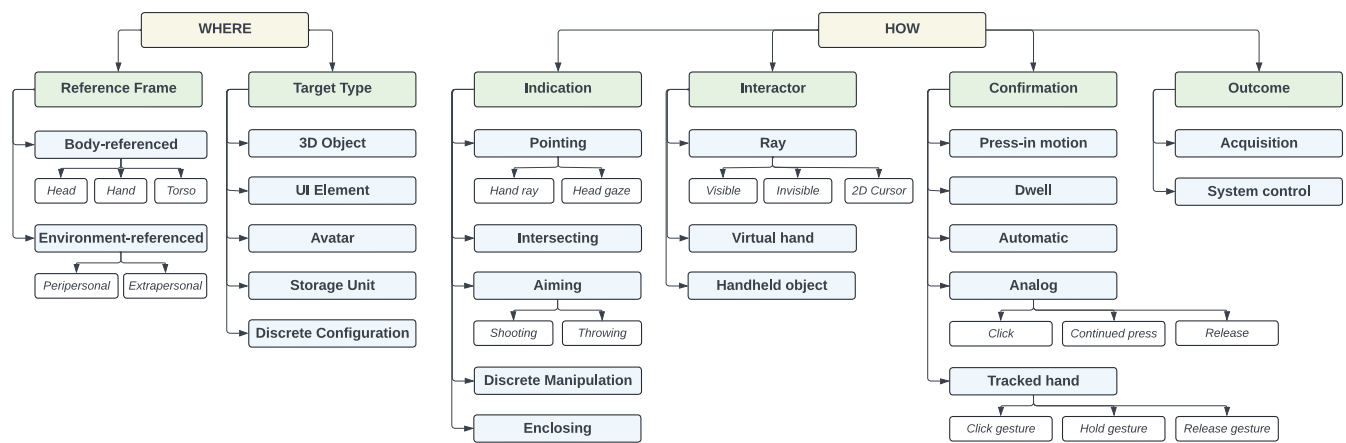 WHERE
HOW
Reference Frame
Target Type
Indication
Interactor
Confirmation
Outcome
Body-referenced
3D Object
Pointing
Ray
Press-in motion
Acquisition
Head
Hand
Torso
UI Element
Hand ray
Head gaze
Visible
Invisible
2D Cursor
Dwell
System control
Environment-referenced
Avatar
Intersecting
Virtual hand
Automatic
Peripersonal
Extrapersonal
Storage Unit
Aiming
Handheld object
Analog
Discrete Configuration
Shooting
Throwing
Click
Continued press
Release
Discrete Manipulation
Tracked hand
Enclosing
Click gesture
Hold gesture
Release gesture